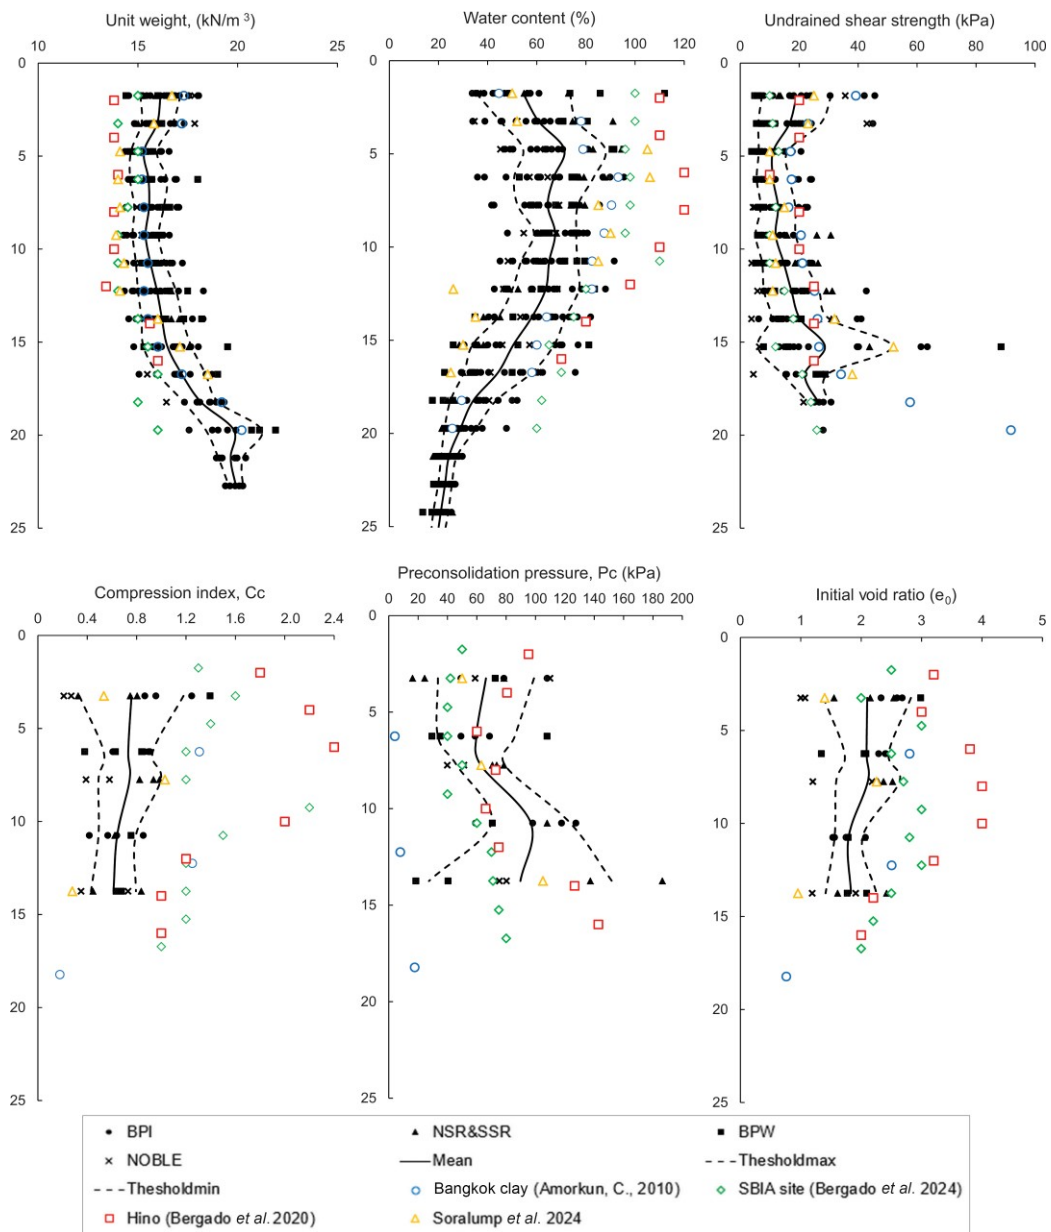 Unit weight, (kN/m ³)
10 15 20 25
0
5
10
15
20
25
Water content (%)
0 20 40 60 80 100 120
0
5
10
15
20
25
Undrained shear strength (kPa)
0 20 40 60 80 100
0
5
10
15
20
25
Compression index, Cc
0 0.4 0.8 1.2 1.6 2.0 2.4
0
5
10
15
20
25
Preconsolidation pressure, Pc (kPa)
0 20 40 60 80 100 120 140 160 180 200
0
5
10
15
20
25
Initial void ratio (e₀)
0 1 2 3 4 5
0
5
10
15
20
25
BPI NSR&SSR BPW
NOBLE Mean Thesholdmax
Thesholdmin Bangkok clay (Amorkun, C., 2010) SBIA site (Bergado et al. 2024)
Hino (Bergado et al. 2020) Soralump et al. 2024